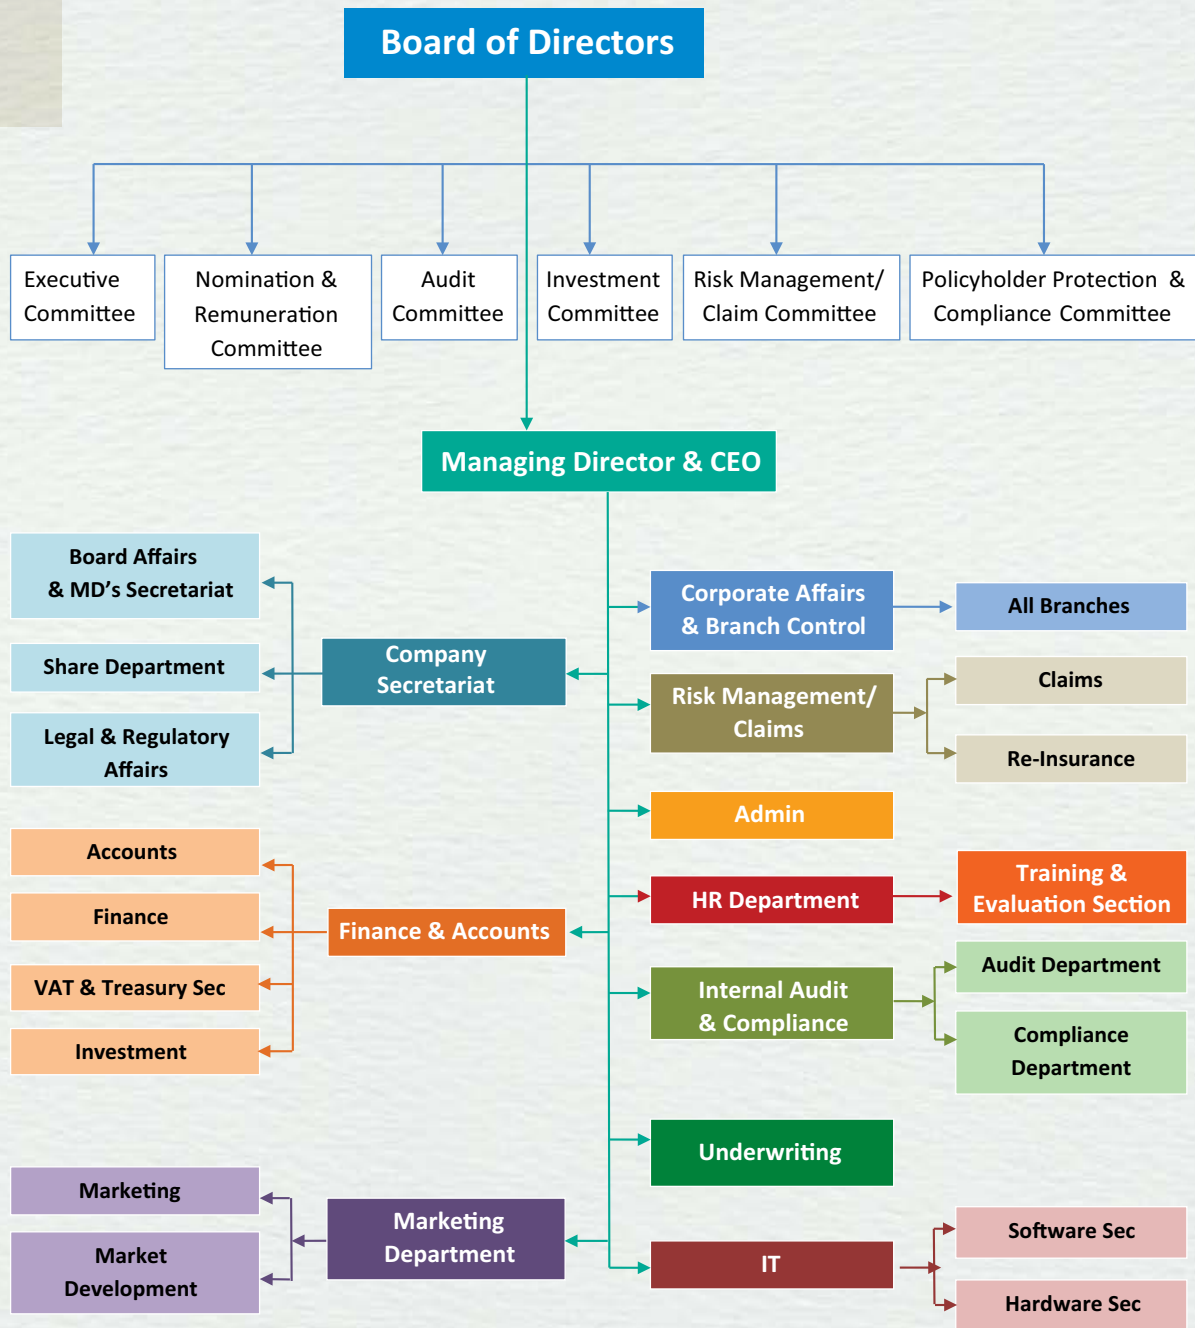 Board of Directors
Executive
Committee
Nomination &
Remuneration
Committee
Audit
Committee
Investment
Committee
Risk Management/
Claim Committee
Policyholder Protection &
Compliance Committee
Managing Director & CEO
Board Affairs
& MD's Secretariat
Share Department
Legal & Regulatory
Affairs
Company
Secretariat
Corporate Affairs
& Branch Control
All Branches
Risk Management/
Claims
Claims
Re-Insurance
Admin
Accounts
Finance
VAT & Treasury Sec
Investment
Finance & Accounts
HR Department
Training &
Evaluation Section
Internal Audit
& Compliance
Audit Department
Compliance
Department
Underwriting
Marketing
Market
Development
Marketing
Department
IT
Software Sec
Hardware Sec